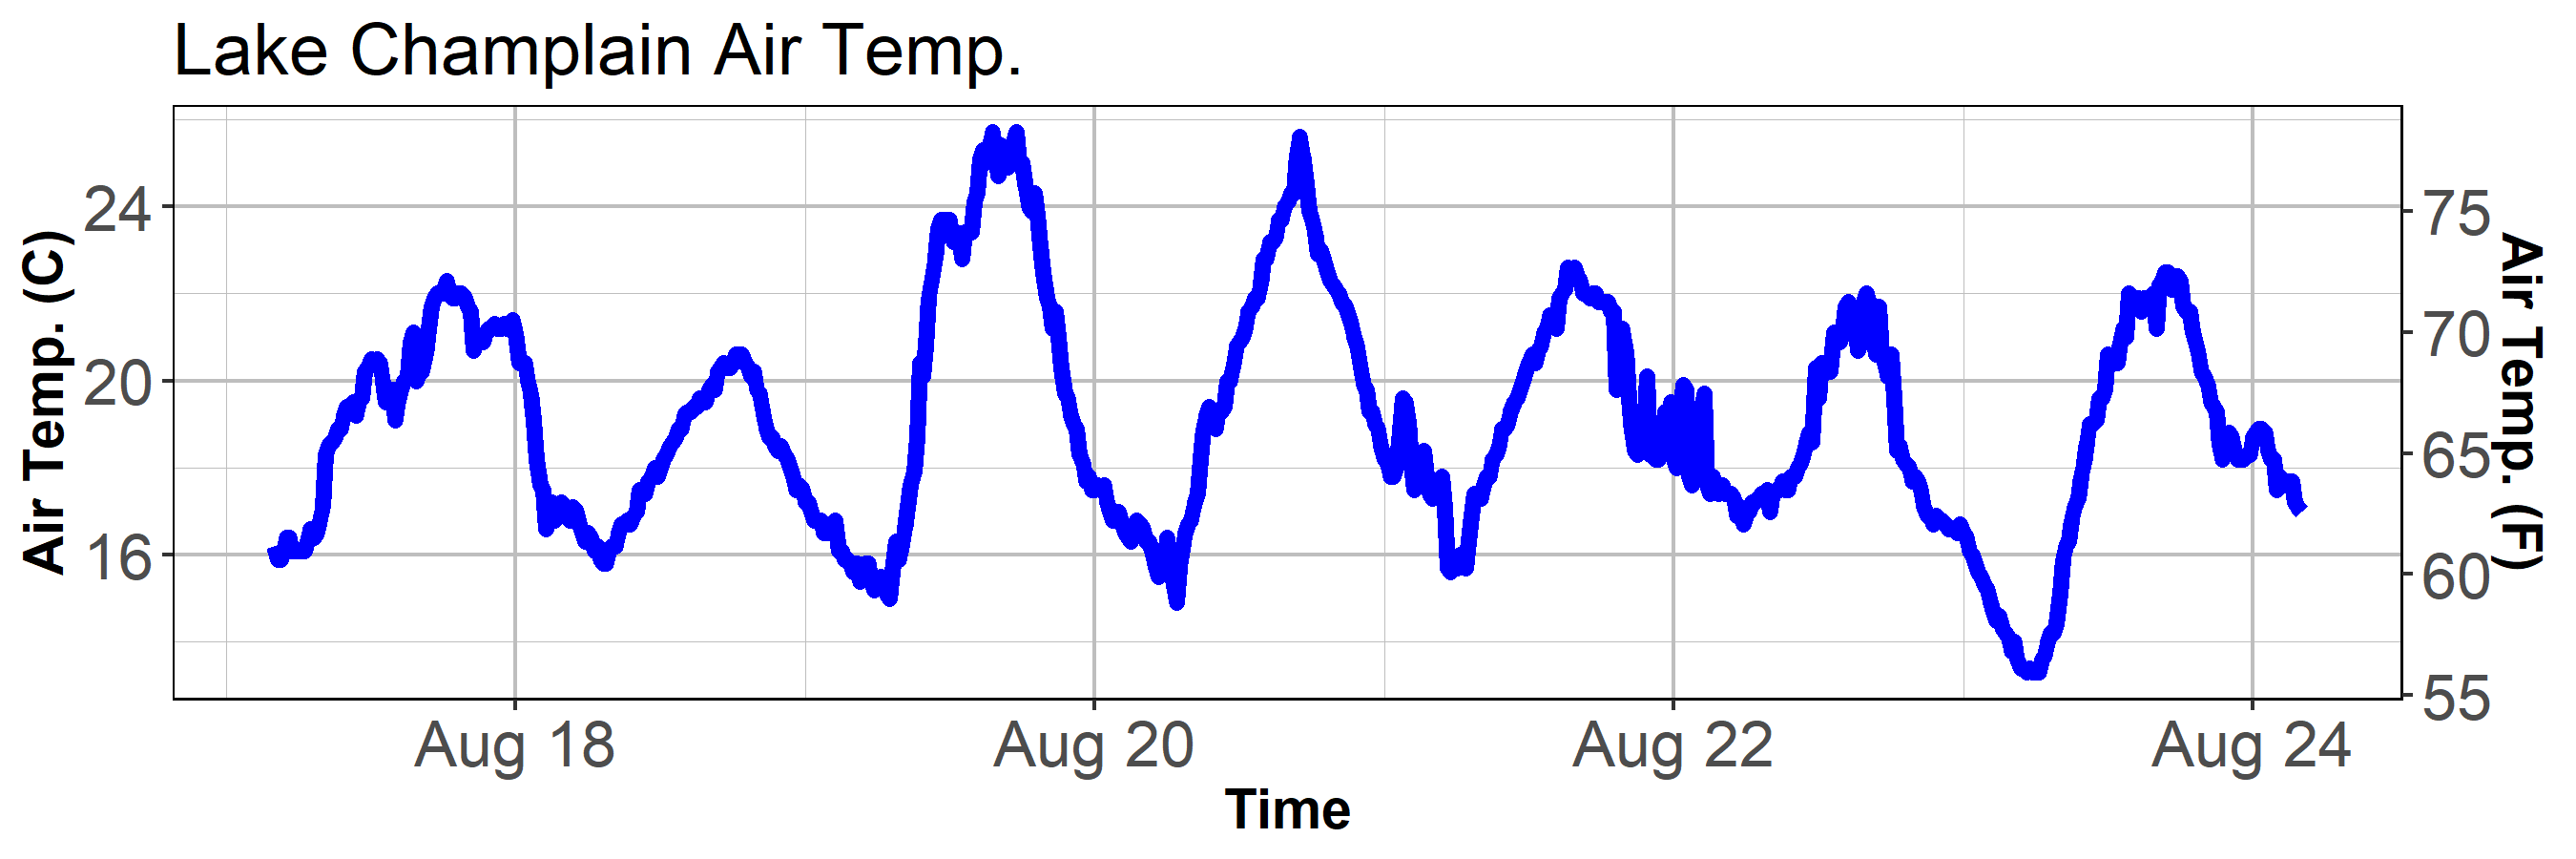 Lake Champlain Air Temp.
Air Temp. (C)
24
20
16
75
70
65
60
55
Air Temp. (F)
Aug 18
Aug 20
Aug 22
Aug 24
Time